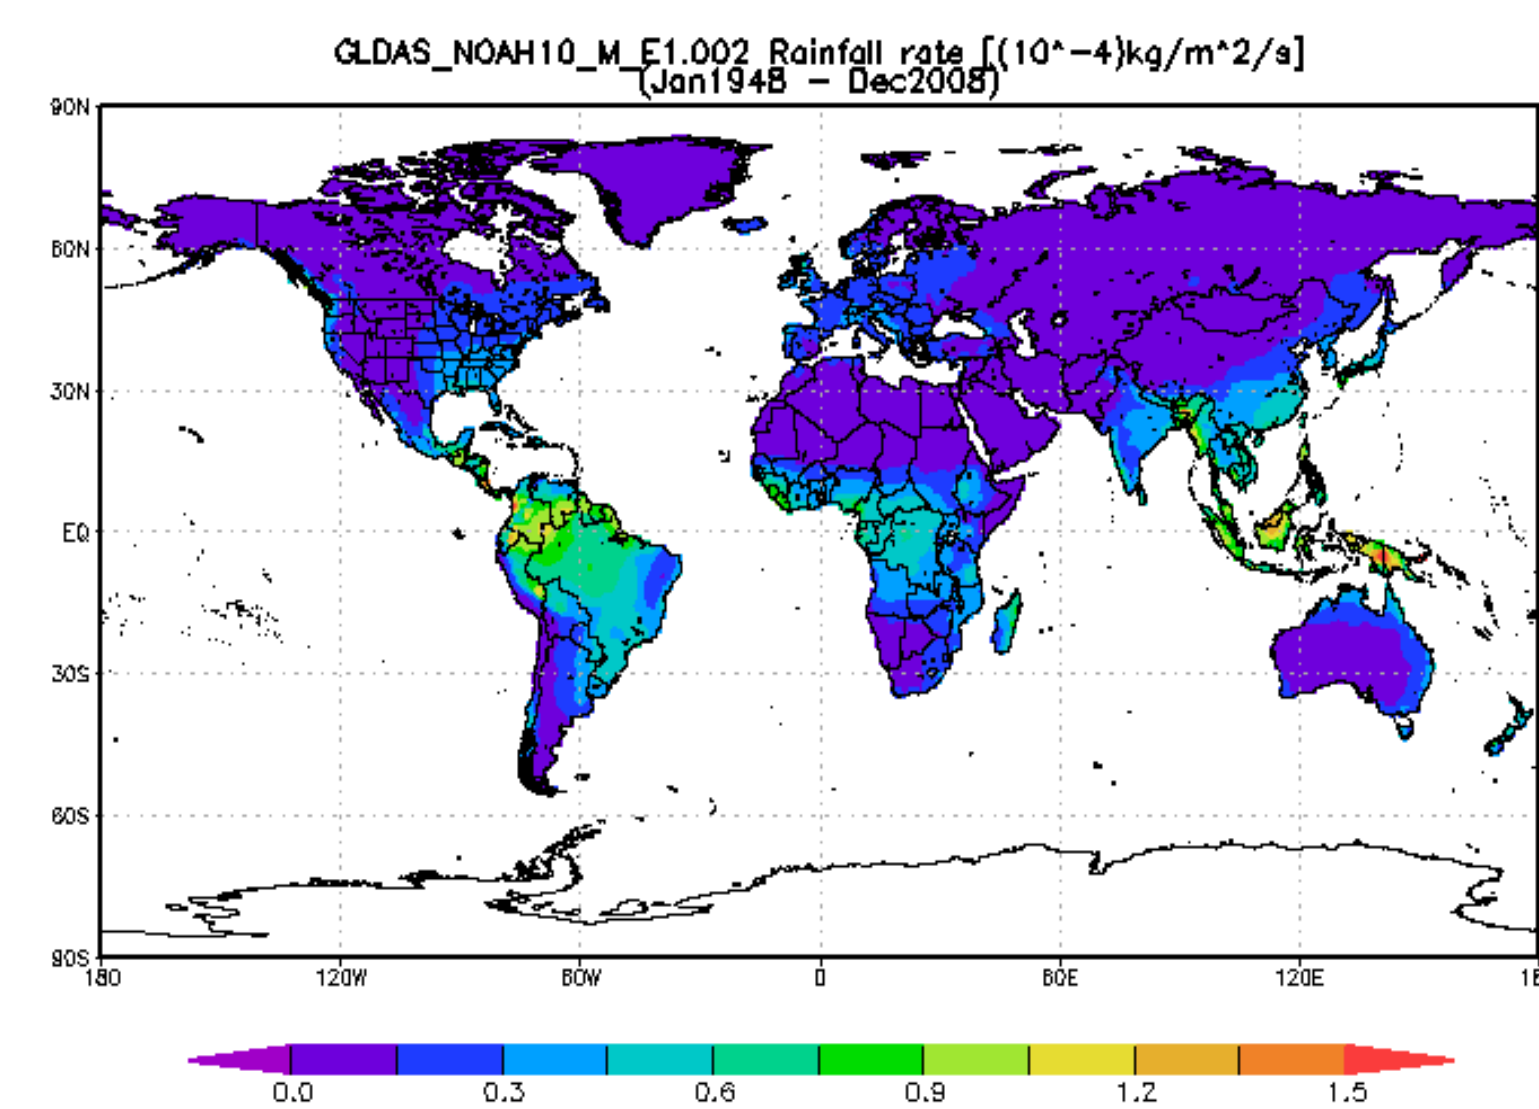 GLDAS_NOAH10_M_E1.002 Rainfall rate [(10^-4)kg/m^2/s]
(Jan1948 - Dec2008)
90N
60N
30N
EQ
30S
60S
90S
180 120W 60W 0 60E 120E 18
0.0 0.3 0.6 0.9 1.2 1.5